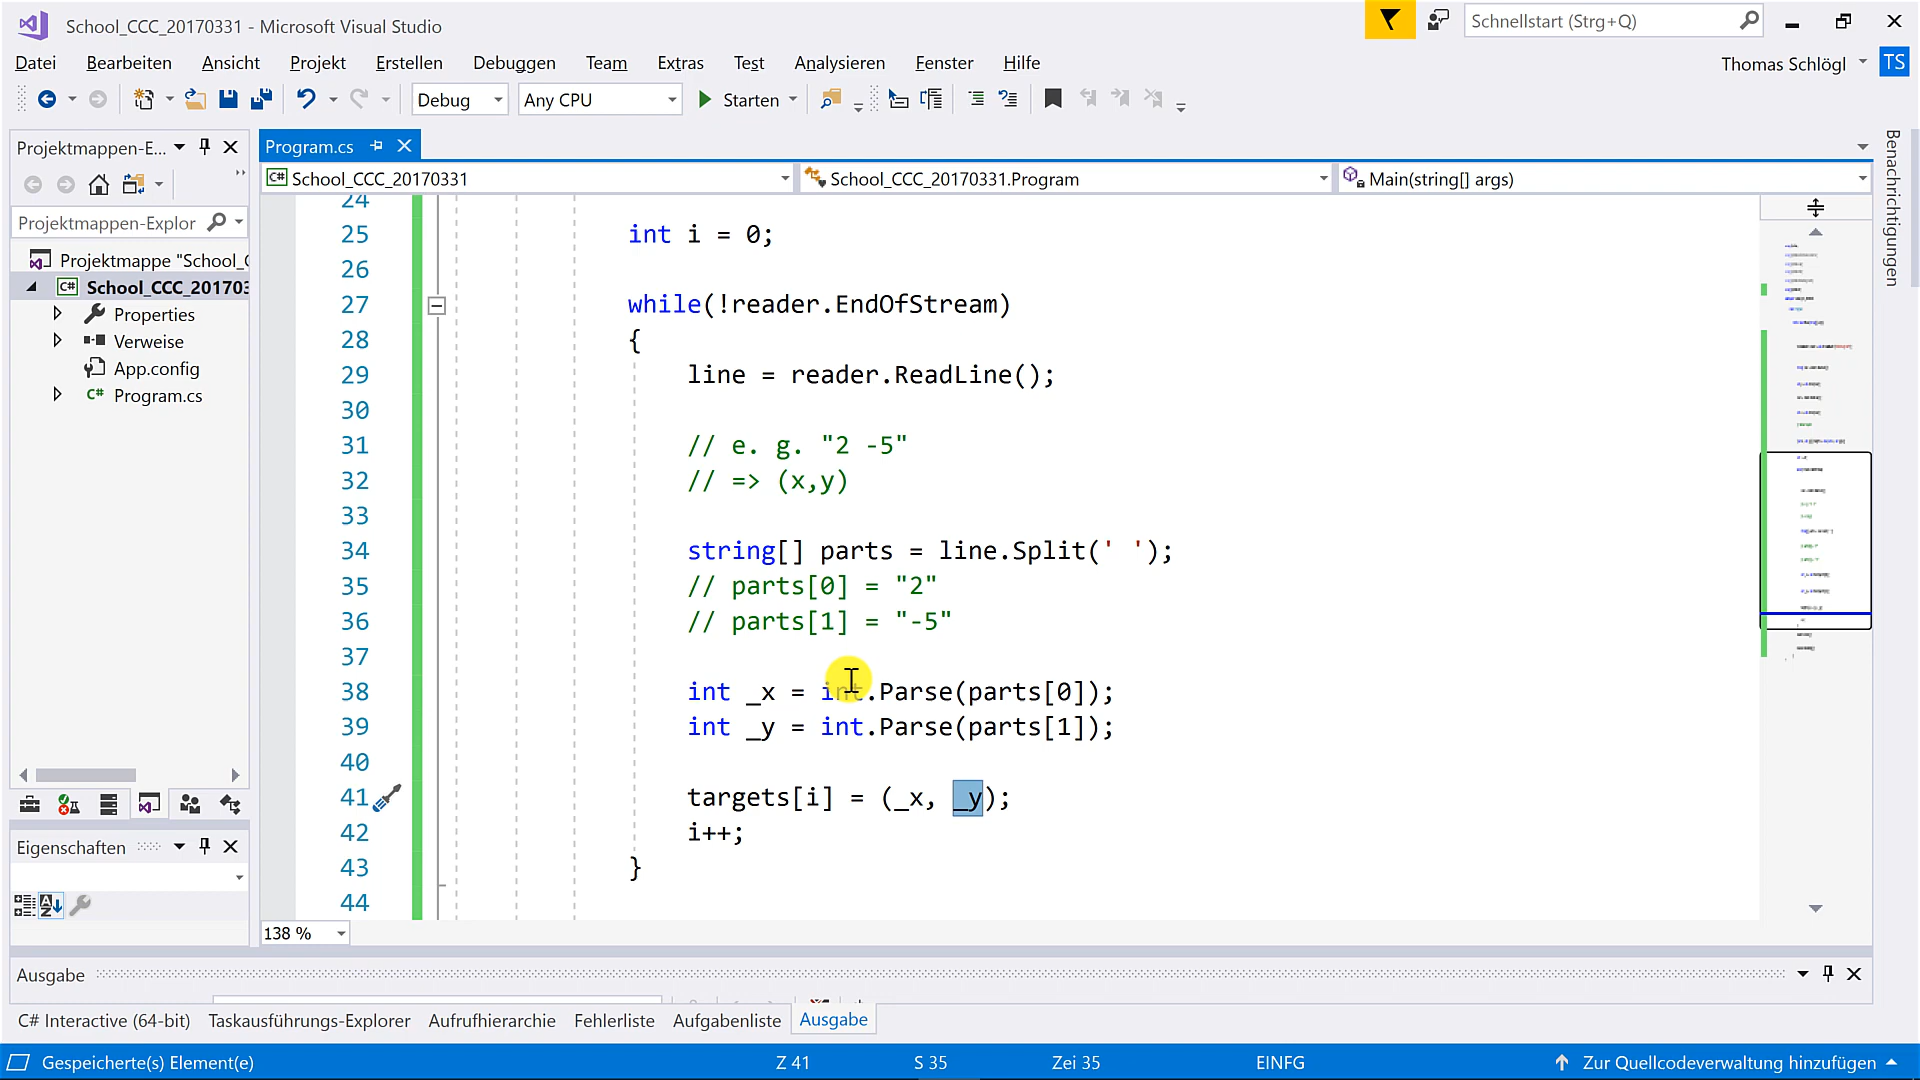 School_CCC_20170331 - Microsoft Visual Studio
Schnellstart (Strg+Q)
Datei Bearbeiten Ansicht Projekt Erstellen Debuggen Team Extras Test Analysieren Fenster Hilfe
Thomas Schlögl TS
Debug Any CPU Starten
Projektmappen-E...
Program.cs
School_CCC_20170331
School_CCC_20170331.Program
Main(string[] args)
Benachrichtigungen
Projektmappen-Explor
Projektmappe "School_C
School_CCC_201703
Properties
Verweise
App.config
Program.cs
Eigenschaften
24
25 int i = 0;
26
27 while(!reader.EndOfStream)
28 {
29 line = reader.ReadLine();
30
31 // e. g. "2 -5"
32 // => (x,y)
33
34 string[] parts = line.Split(' ');
35 // parts[0] = "2"
36 // parts[1] = "-5"
37
38 int _x = int.Parse(parts[0]);
39 int _y = int.Parse(parts[1]);
40
41 targets[i] = (_x, _y);
42 i++;
43 }
44
138 %
Ausgabe
C# Interactive (64-bit) Taskausführungs-Explorer Aufrufhierarchie Fehlerliste Aufgabenliste Ausgabe
Gespeicherte(s) Element(e) Z 41 S 35 Zei 35 EINFG Zur Quellcodeverwaltung hinzufügen